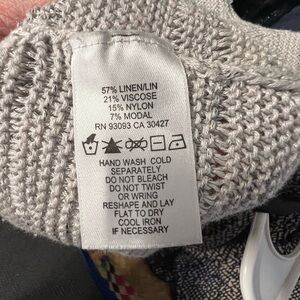 57% LINEN/LIN
21% VISCOSE
15% NYLON
7% MODAL
RN 93093 CA 30427
HAND WASH COLD
SEPARATELY
DO NOT BLEACH
DO NOT TWIST
OR WRING
RESHAPE AND LAY
FLAT TO DRY
COOL IRON
IF NECESSARY